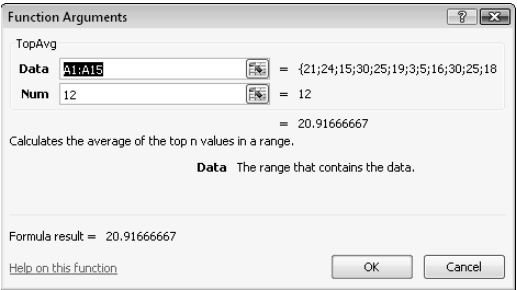 Function Arguments
TopAvg
Data A1:A15 = {21;24;15;30;25;19;3;5;16;30;25;18
Num 12 = 12
= 20.91666667
Calculates the average of the top n values in a range.
Data The range that contains the data.
Formula result = 20.91666667
Help on this function OK Cancel